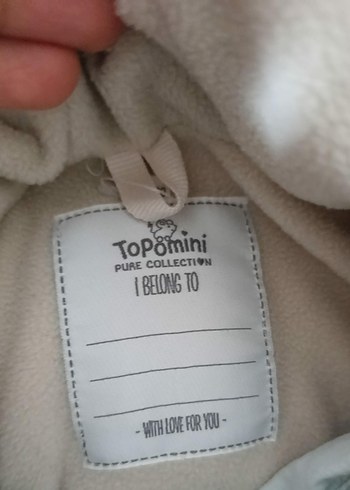 TOPOMINI
PURE COLLECTION
I BELONG TO
- WITH LOVE FOR YOU -